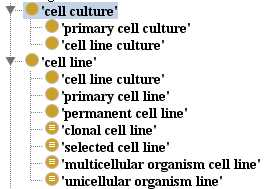 'cell culture'
'primary cell culture'
'cell line culture'
'cell line'
'cell line culture'
'primary cell line'
'permanent cell line'
'clonal cell line'
'selected cell line'
'multicellular organism cell line'
'unicellular organism line'